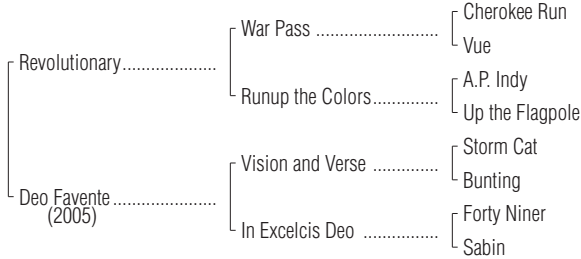 Cherokee Run
War Pass ..........................
Vue
Revolutionary....................
A.P. Indy
Runup the Colors..............
Up the Flagpole
Storm Cat
Vision and Verse ..............
Bunting
Deo Favente ......................
(2005)
Forty Niner
In Excelcis Deo ................
Sabin